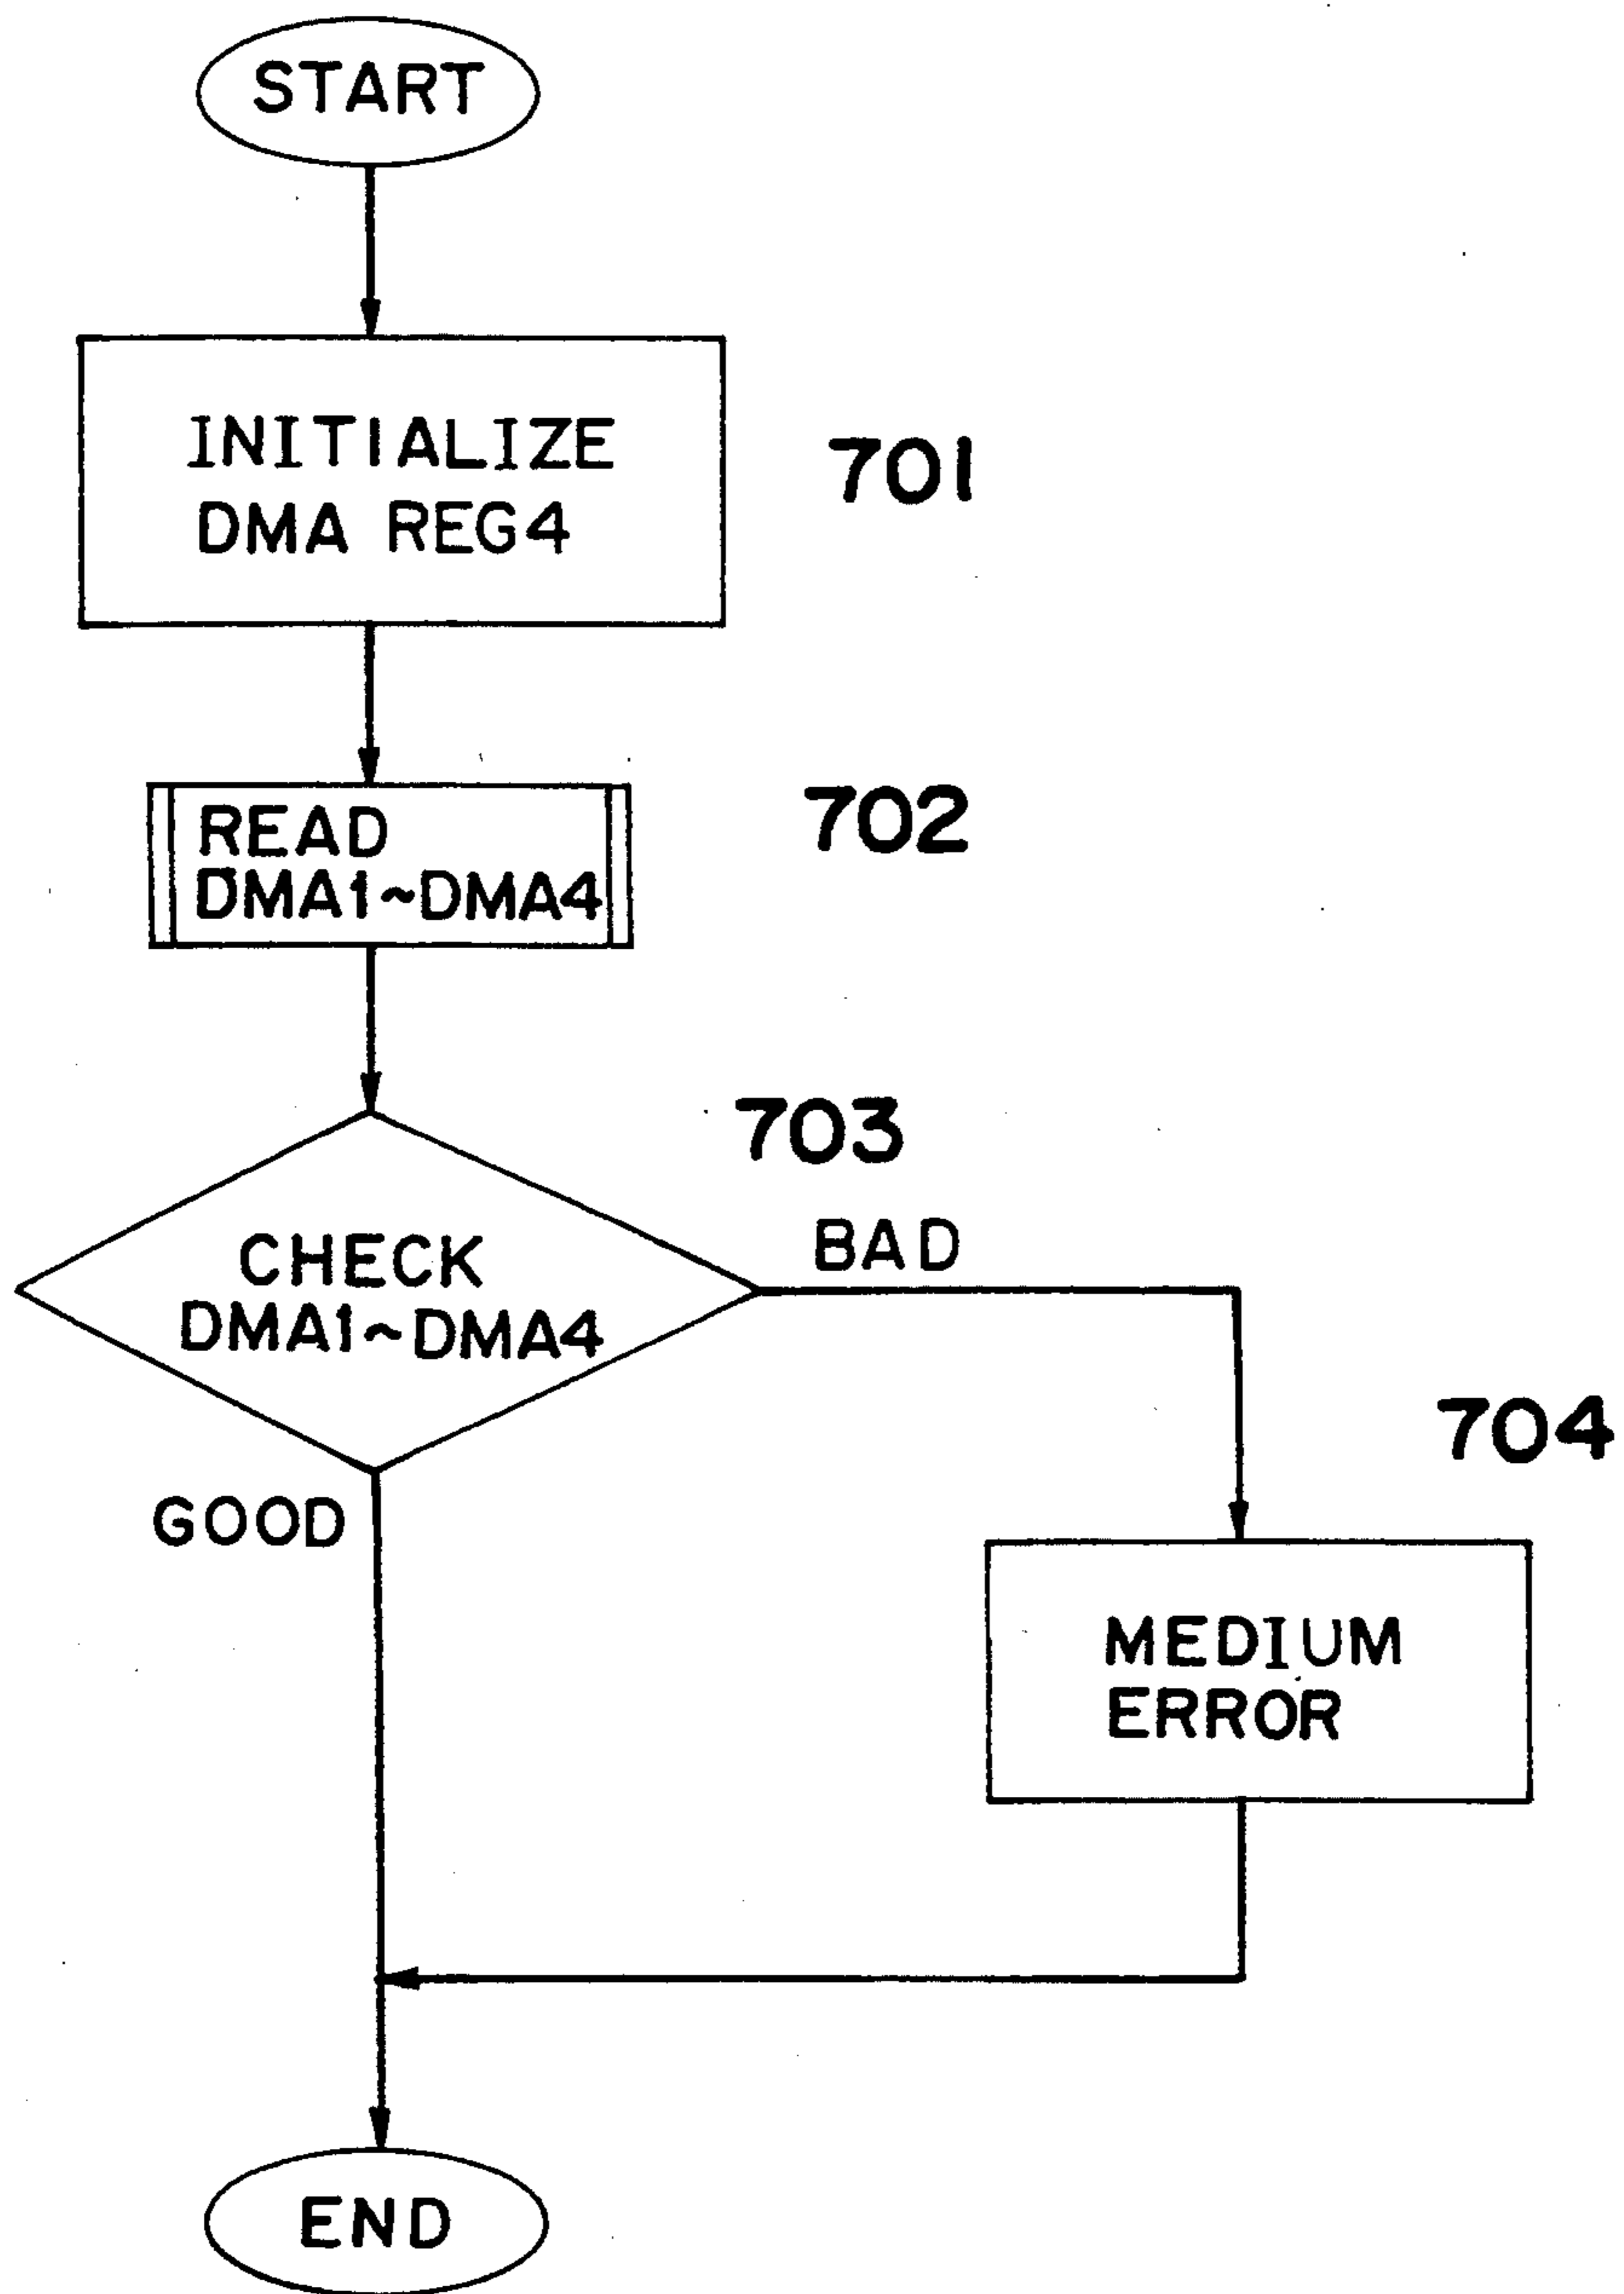 START
INITIALIZE
DMA REG4
701
READ
DMA1~DMA4
702
703
CHECK
DMA1~DMA4
BAD
GOOD
704
MEDIUM
ERROR
END